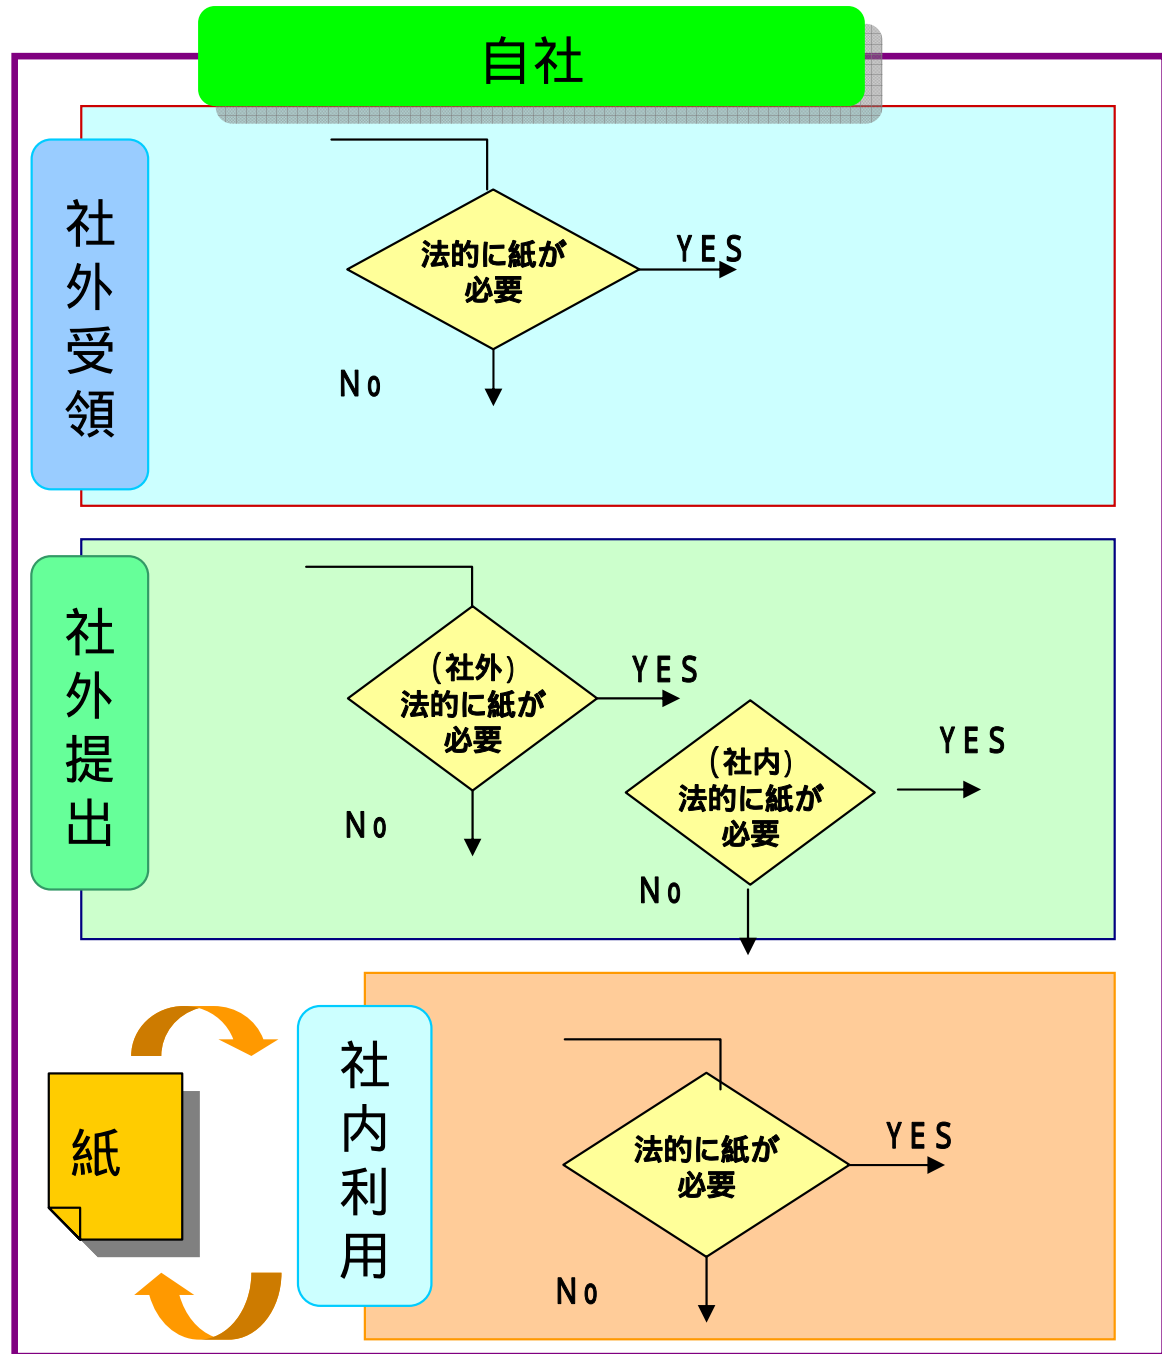 自社
社外受領
法的に紙が
必要
YES
No
社外提出
(社外)
法的に紙が
必要
YES
No
(社内)
法的に紙が
必要
YES
No
紙
社内利用
法的に紙が
必要
YES
No